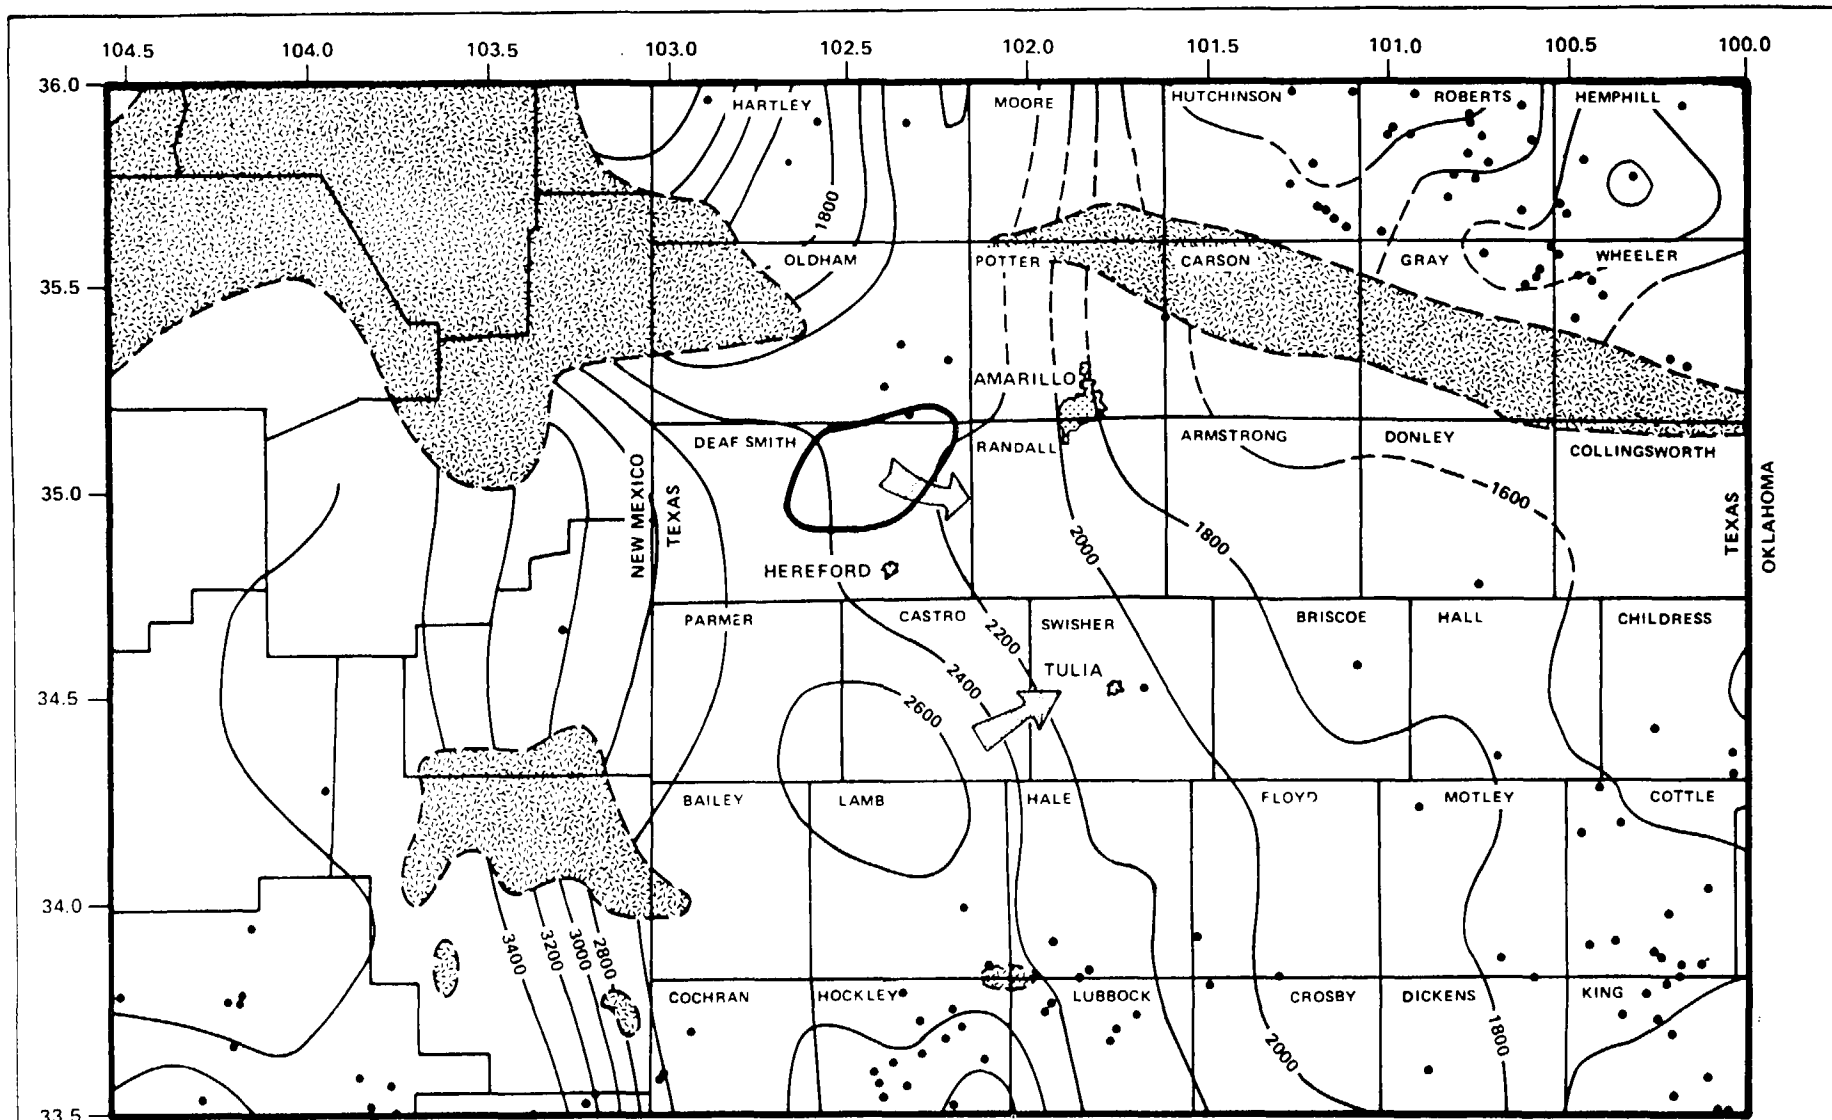 104.5 104.0 103.5 103.0 102.5 102.0 101.5 101.0 100.5 100.0
36.0
HARTLEY MOORE HUTCHINSON ROBERTS HEMPHILL
1800
OLDHAM POTTER CARSON GRAY WHEELER
35.5
AMARILLO
DEAF SMITH RANDALL ARMSTRONG DONLEY COLLINGSWORTH
35.0
NEW MEXICO
TEXAS
1600
TEXAS
OKLAHOMA
2000
1800
HEREFORD
PARMER CASTRO SWISHER BRISCOE HALL CHILDRESS
2200
TULIA
2400
34.5
2600
BAILEY LAMB HALE FLOYD MOTLEY COTTLE
34.0
3400 3200 3000 2800
COCHRAN HOCKLEY LUBBOCK CROSBY DICKENS KING
2000
1800
33.5